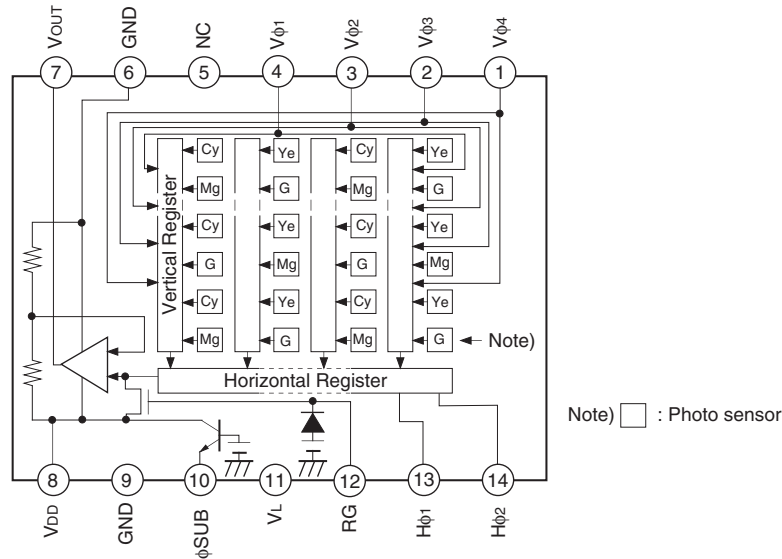 VOUT
GND
NC
Vϕ1
Vϕ2
Vϕ3
Vϕ4
7
6
5
4
3
2
1
Cy
Ye
Cy
Ye
Mg
G
Mg
G
Cy
Ye
Cy
Ye
G
Mg
G
Mg
Cy
Ye
Cy
Ye
Mg
G
Mg
G
Note)
Vertical Register
Horizontal Register
Note) : Photo sensor
8
9
10
11
12
13
14
VDD
GND
ϕSUB
VL
RG
Hϕ1
Hϕ2